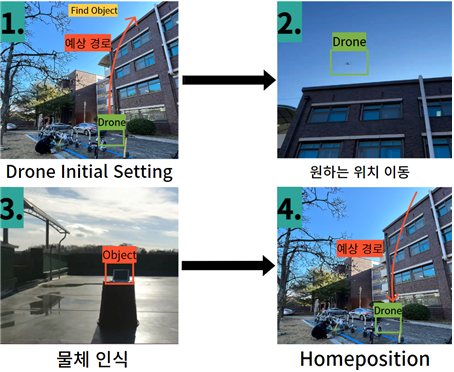 1.
Find Object
예상 경로
Drone
Drone Initial Setting
2.
Drone
원하는 위치 이동
3.
Object
물체 인식
4.
예상 경로
Drone
Homeposition